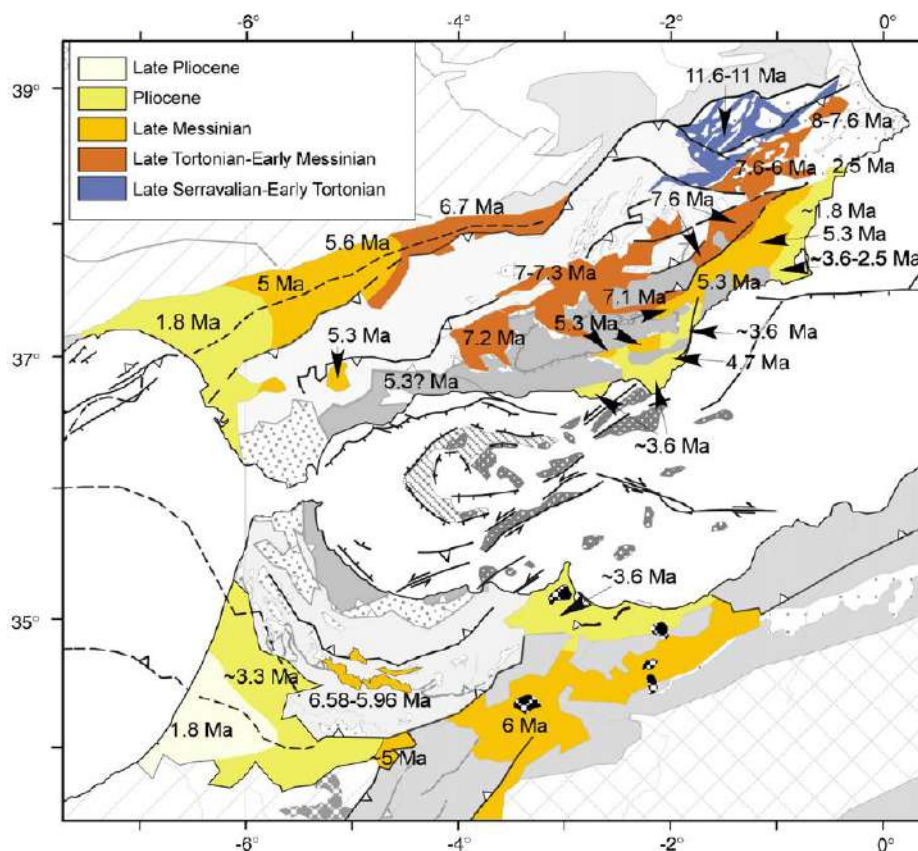 -6° -4° -2° 0°
39°
37°
35°
Late Pliocene
Pliocene
Late Messinian
Late Tortonian-Early Messinian
Late Serravalian-Early Tortonian
11.6-11 Ma
8-7.6 Ma
7.6-6 Ma
2.5 Ma
7.6 Ma
~1.8 Ma
5.3 Ma
~3.6-2.5 Ma
6.7 Ma
5.6 Ma
5 Ma
1.8 Ma
7-7.3 Ma
7.1 Ma
5.3 Ma
5.3 Ma
5.3 Ma
7.2 Ma
~3.6 Ma
4.7 Ma
5.3? Ma
~3.6 Ma
~3.6 Ma
~3.3 Ma
6.58-5.96 Ma
1.8 Ma
6 Ma
~5 Ma
-6° -4° -2° 0°